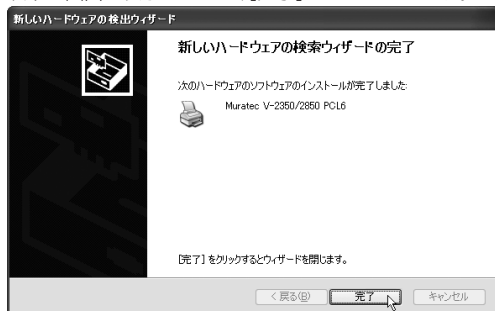 新しいハードウェアの検出ウィザード
新しいハードウェアの検索ウィザードの完了
次のハードウェアのソフトウェアのインストールが完了しました:
Muratec V-2350/2850 PCL6
[完了] をクリックするとウィザードを閉じます。
< 戻る(B) 完了 キャンセル